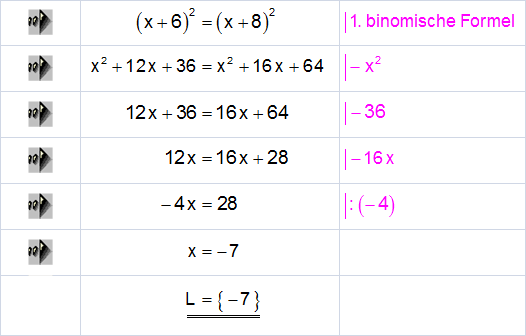 (x+6)² = (x+8)² |1. binomische Formel
x²+12x+36 = x²+16x+64 |−x²
12x+36 = 16x+64 |−36
12x = 16x+28 |−16x
−4x = 28 |:(−4)
x = −7
L = {−7}